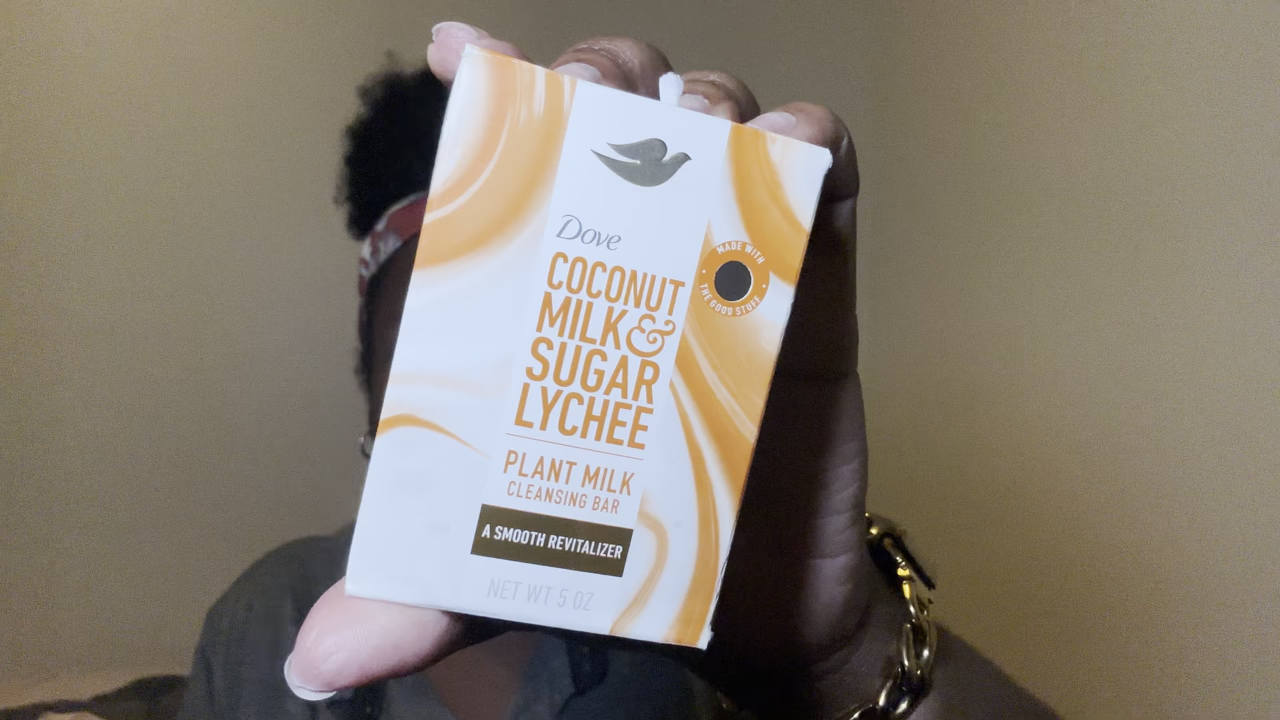 Dove
COCONUT
MILK &
SUGAR
LYCHEE
MADE WITH
THE GOOD STUFF
PLANT MILK
CLEANSING BAR
A SMOOTH REVITALIZER
NET WT 5 OZ